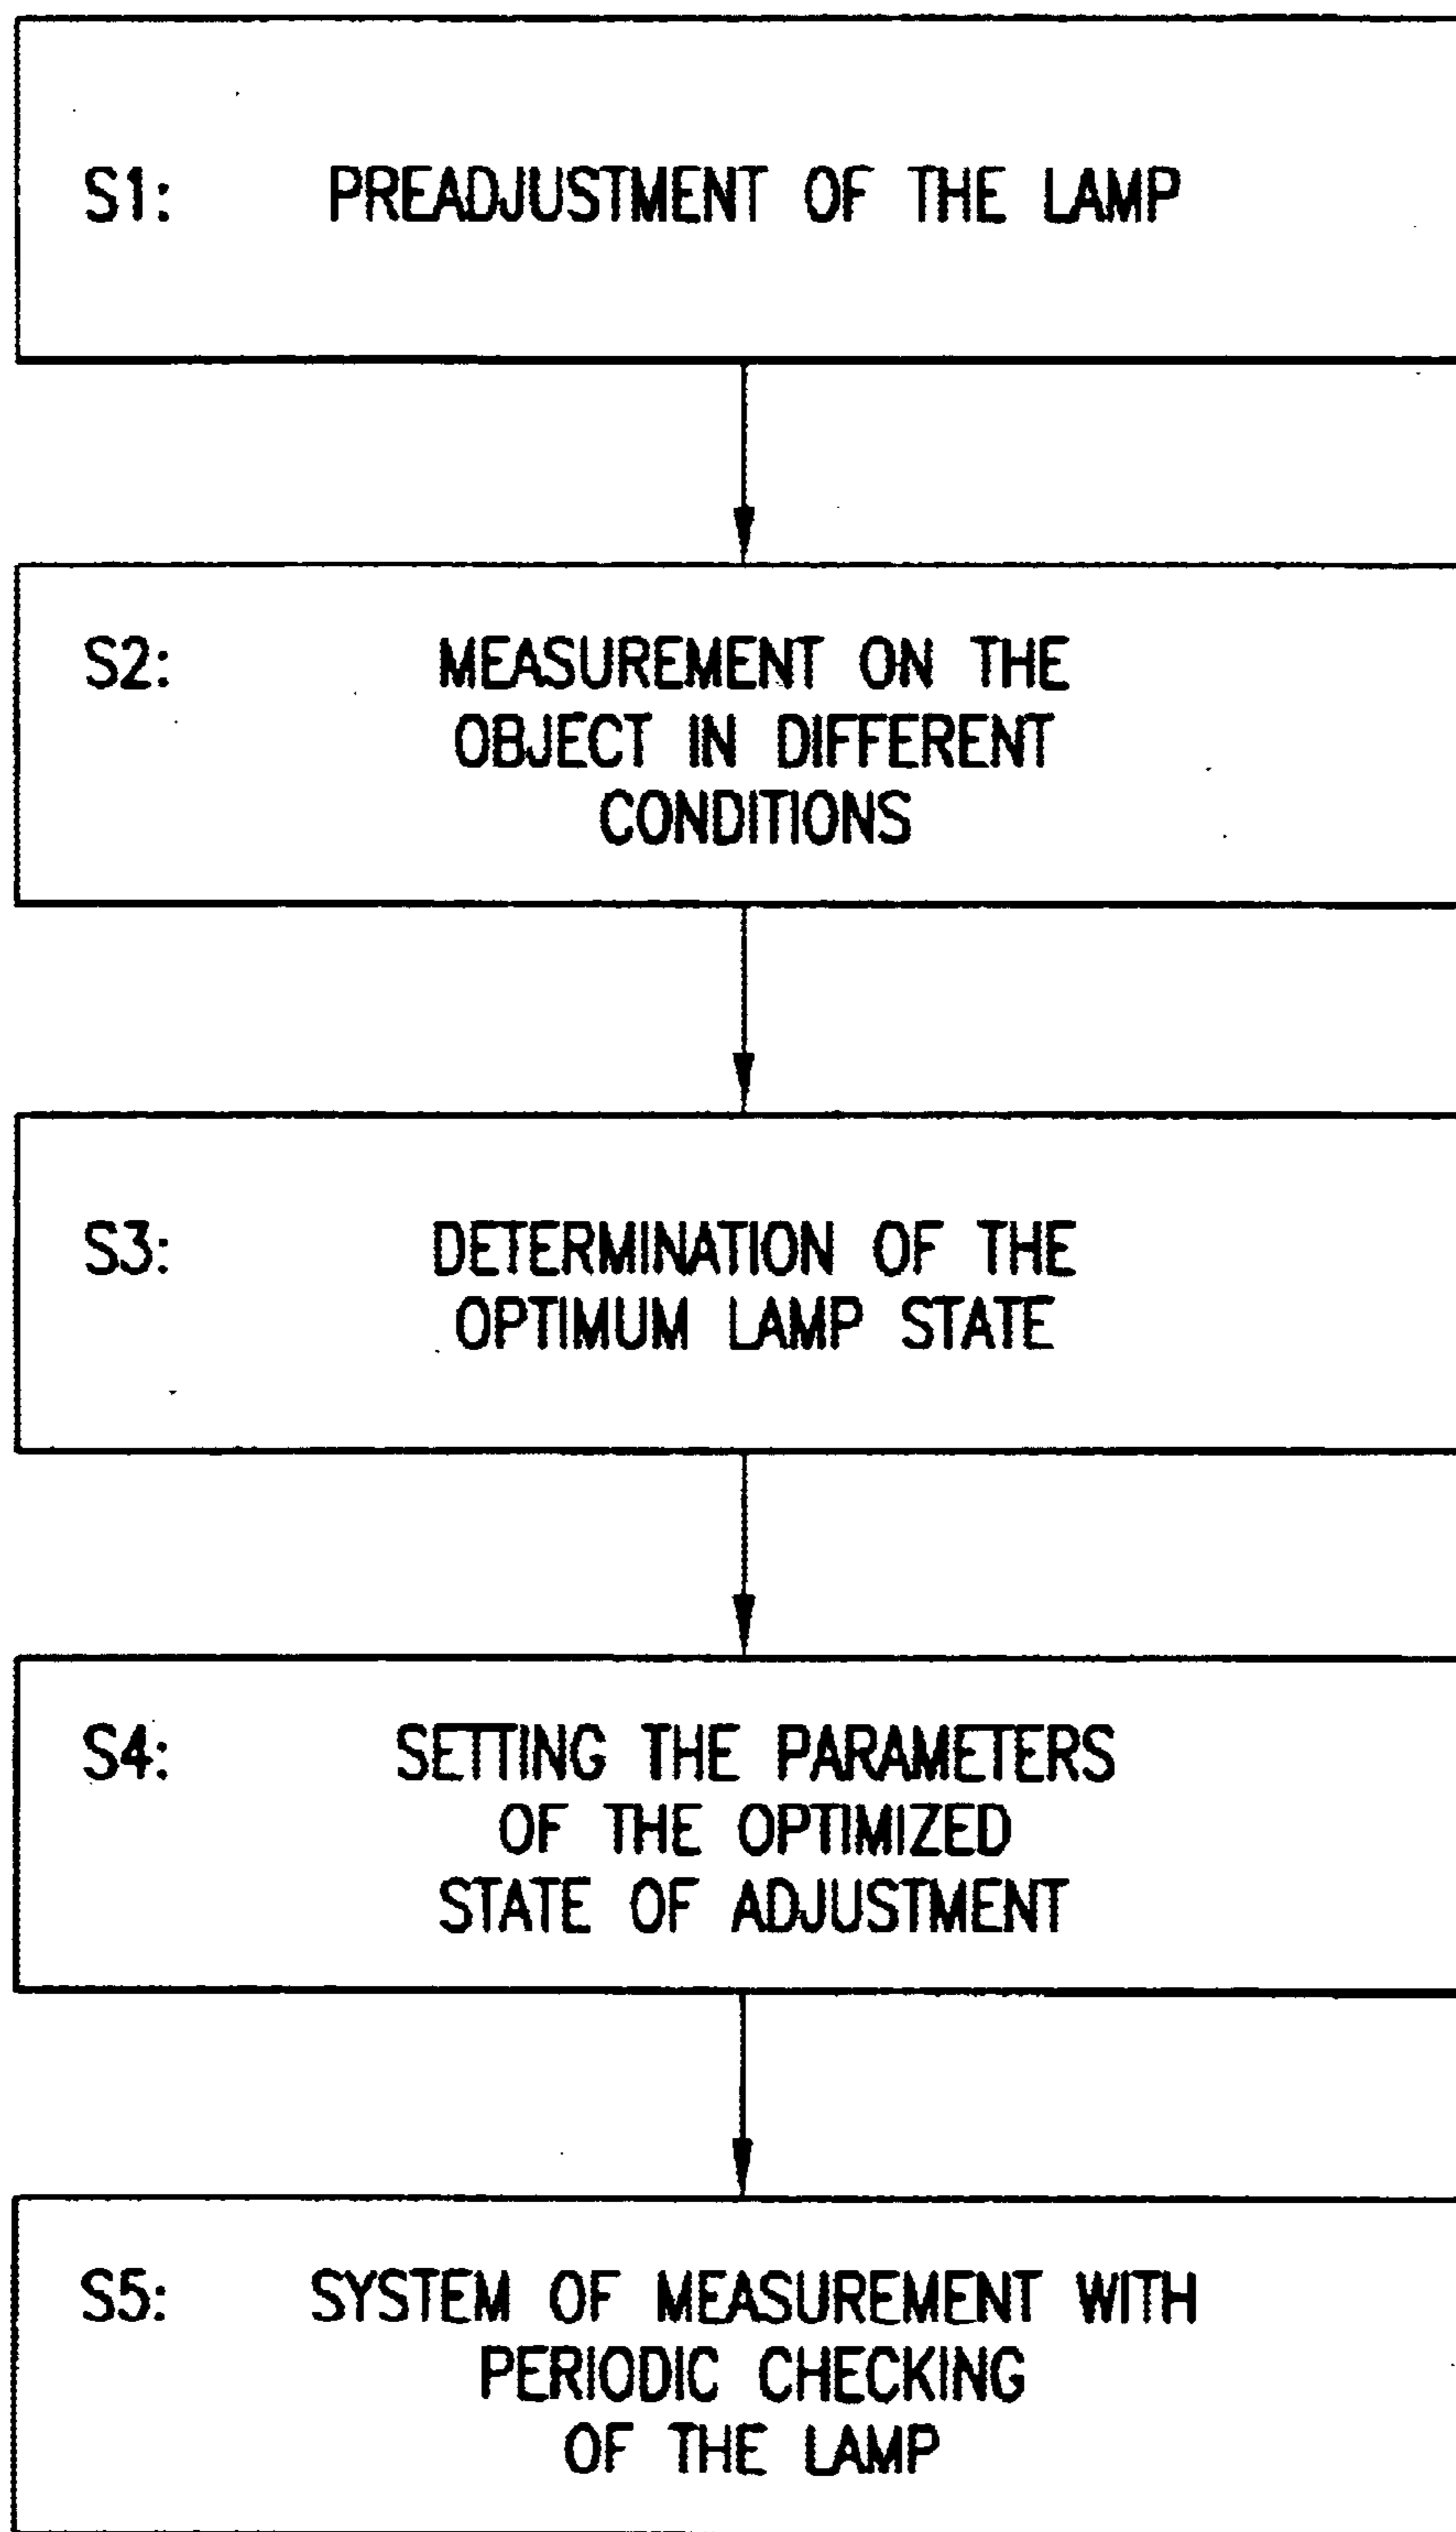 S1: PREADJUSTMENT OF THE LAMP
S2: MEASUREMENT ON THE
OBJECT IN DIFFERENT
CONDITIONS
S3: DETERMINATION OF THE
OPTIMUM LAMP STATE
S4: SETTING THE PARAMETERS
OF THE OPTIMIZED
STATE OF ADJUSTMENT
S5: SYSTEM OF MEASUREMENT WITH
PERIODIC CHECKING
OF THE LAMP